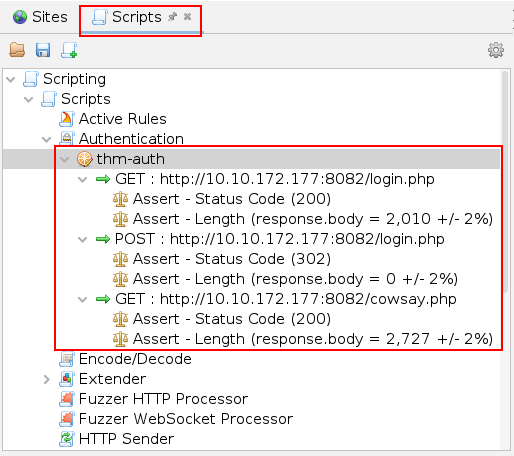 Sites
Scripts
Scripting
Scripts
Active Rules
Authentication
thm-auth
GET : http://10.10.172.177:8082/login.php
Assert - Status Code (200)
Assert - Length (response.body = 2,010 +/- 2%)
POST : http://10.10.172.177:8082/login.php
Assert - Status Code (302)
Assert - Length (response.body = 0 +/- 2%)
GET : http://10.10.172.177:8082/cowsay.php
Assert - Status Code (200)
Assert - Length (response.body = 2,727 +/- 2%)
Encode/Decode
Extender
Fuzzer HTTP Processor
Fuzzer WebSocket Processor
HTTP Sender